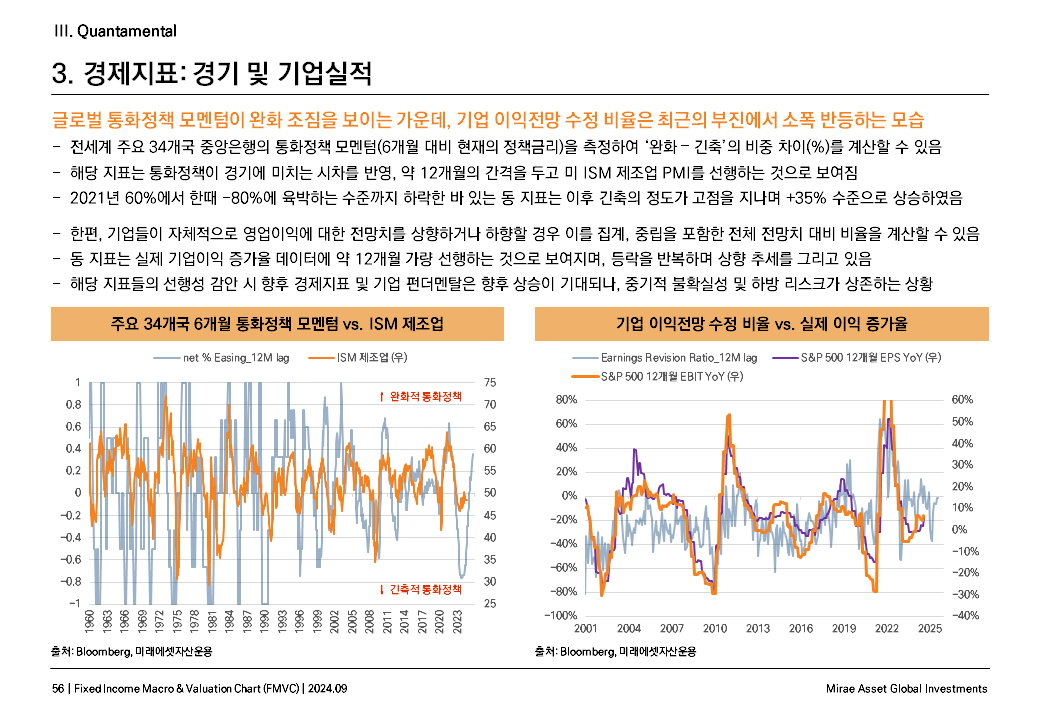 III. Quantamental
3. 경제지표: 경기 및 기업실적
글로벌 통화정책 모멘텀이 완화 조짐을 보이는 가운데, 기업 이익전망 수정 비율은 최근의 부진에서 소폭 반등하는 모습
- 전세계 주요 34개국 중앙은행의 통화정책 모멘텀(6개월 대비 현재의 정책금리)을 측정하여 ‘완화 – 긴축’의 비중 차이(%)를 계산할 수 있음
- 해당 지표는 통화정책이 경기에 미치는 시차를 반영, 약 12개월의 간격을 두고 미 ISM 제조업 PMI를 선행하는 것으로 보여짐
- 2021년 60%에서 한때 -80%에 육박하는 수준까지 하락한 바 있는 동 지표는 이후 긴축의 정도가 고점을 지나며 +35% 수준으로 상승하였음
- 한편, 기업들이 자체적으로 영업이익에 대한 전망치를 상향하거나 하향할 경우 이를 집계, 중립을 포함한 전체 전망치 대비 비율을 계산할 수 있음
- 동 지표는 실제 기업이익 증가율 데이터에 약 12개월 가량 선행하는 것으로 보여지며, 등락을 반복하며 상향 추세를 그리고 있음
- 해당 지표들의 선행성 감안 시 향후 경제지표 및 기업 펀더멘탈은 향후 상승이 기대되나, 중기적 불확실성 및 하방 리스크가 상존하는 상황
주요 34개국 6개월 통화정책 모멘텀 vs. ISM 제조업
net % Easing_12M lag ISM 제조업 (우)
1
0.8
0.6
0.4
0.2
0
-0.2
-0.4
-0.6
-0.8
-1
75
70
65
60
55
50
45
40
35
30
25
↑ 완화적 통화정책
↓ 긴축적 통화정책
1960 1963 1966 1969 1972 1975 1978 1981 1984 1987 1990 1993 1996 1999 2002 2005 2008 2011 2014 2017 2020 2023
출처: Bloomberg, 미래에셋자산운용
기업 이익전망 수정 비율 vs. 실제 이익 증가율
Earnings Revision Ratio_12M lag S&P 500 12개월 EPS YoY (우)
S&P 500 12개월 EBIT YoY (우)
80%
60%
40%
20%
0%
-20%
-40%
-60%
-80%
-100%
60%
50%
40%
30%
20%
10%
0%
-10%
-20%
-30%
-40%
2001 2004 2007 2010 2013 2016 2019 2022 2025
출처: Bloomberg, 미래에셋자산운용
56 | Fixed Income Macro & Valuation Chart (FMVC) | 2024.09
Mirae Asset Global Investments